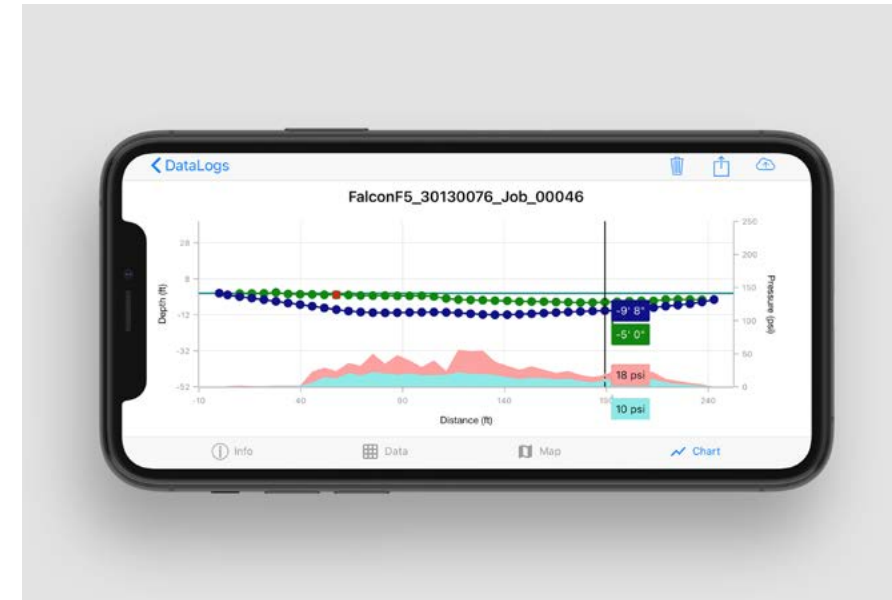 DataLogs
FalconF5_30130076_Job_00046
28
8
-12
-32
-52
Depth (ft)
250
200
150
100
50
0
Pressure (psi)
-9' 8"
-5' 0"
18 psi
10 psi
-10
40
90
140
190
240
Distance (ft)
Info
Data
Map
Chart